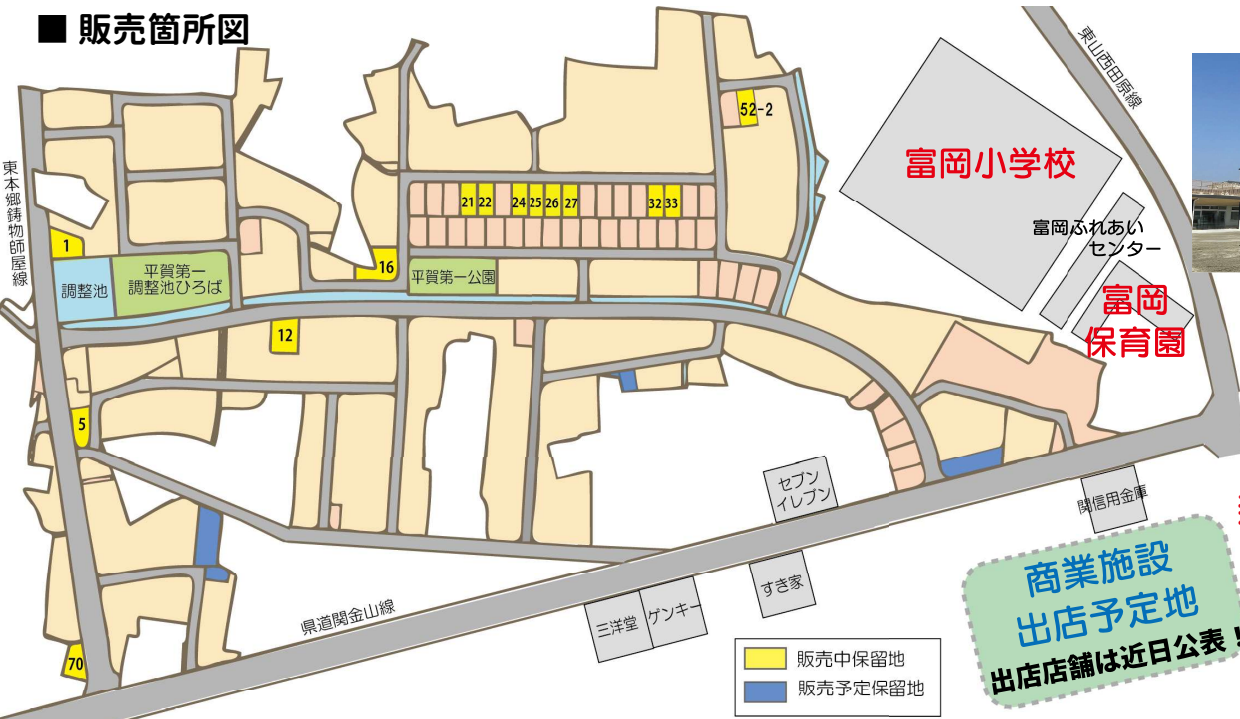 ■ 販売箇所図
東山西田原線
52-2
富岡小学校
東本郷鋳物師屋線
21 22 24 25 26 27 32 33
富岡ふれあい
センター
1
16
平賀第一
調整池ひろば
調整池
平賀第一公園
富岡
保育園
12
5
セブン
イレブン
関信用金庫
すき家
商業施設
出店予定地
出店店舗は近日公表!
県道関金山線
三洋堂
ゲンキー
70
販売中保留地
販売予定保留地